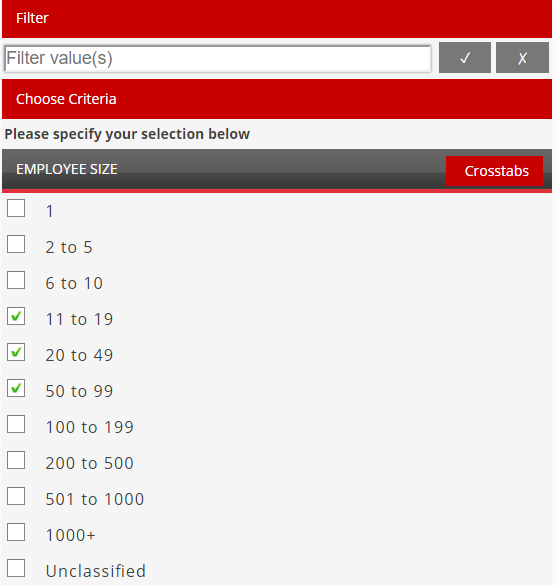 Filter
Filter value(s)
✓ ✗
Choose Criteria
Please specify your selection below
EMPLOYEE SIZE
Crosstabs
1
2 to 5
6 to 10
11 to 19
20 to 49
50 to 99
100 to 199
200 to 500
501 to 1000
1000+
Unclassified